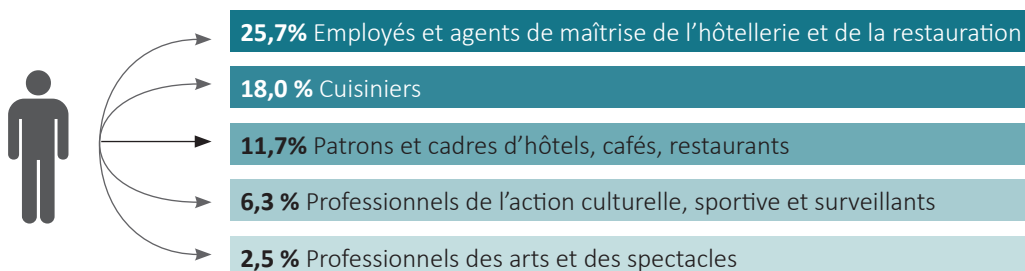 25,7% Employés et agents de maîtrise de l’hôtellerie et de la restauration
18,0 % Cuisiniers
11,7% Patrons et cadres d’hôtels, cafés, restaurants
6,3 % Professionnels de l’action culturelle, sportive et surveillants
2,5 % Professionnels des arts et des spectacles